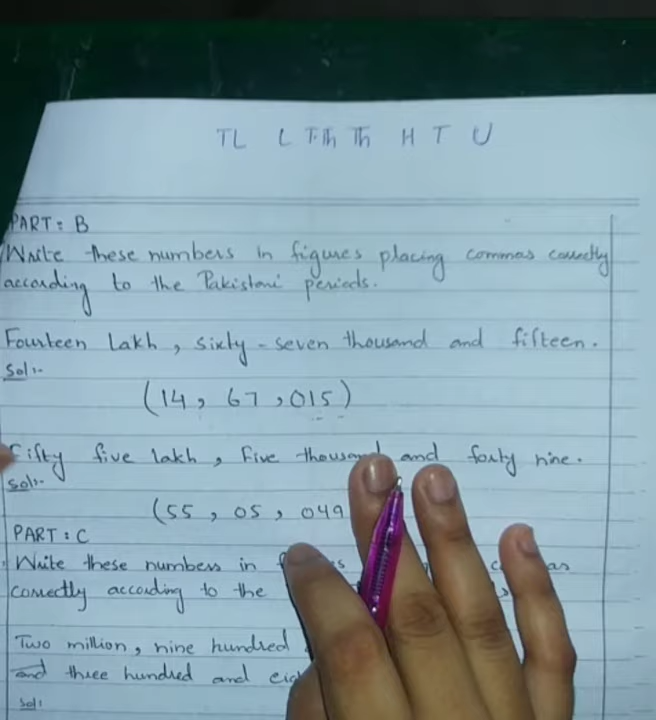 TL L T.Th Th H T U
PART: B
Write these numbers in figures placing commas correctly
according to the Pakistani periods.
Fourteen Lakh, sixty-seven thousand and fifteen.
Sol:-
(14, 67, 015)
Fifty five lakh, Five thousand and forty nine.
Sol:-
(55, 05, 049
PART: C
Write these numbers in
correctly according to the
Two million, nine hundred
and three hundred and
Sol: